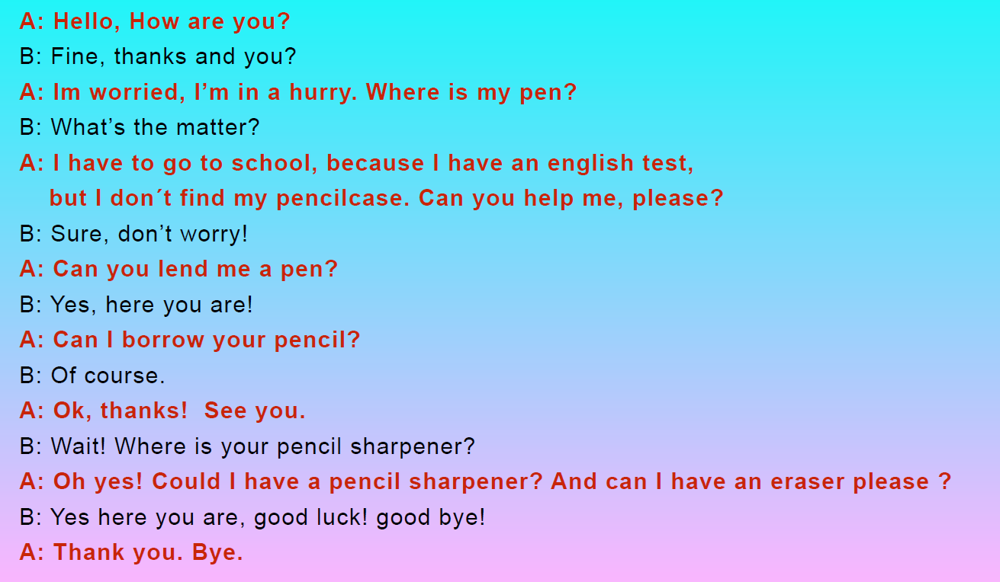 A: Hello, How are you?
B: Fine, thanks and you?
A: Im worried, I’m in a hurry. Where is my pen?
B: What’s the matter?
A: I have to go to school, because I have an english test,
but I don´t find my pencilcase. Can you help me, please?
B: Sure, don’t worry!
A: Can you lend me a pen?
B: Yes, here you are!
A: Can I borrow your pencil?
B: Of course.
A: Ok, thanks!  See you.
B: Wait! Where is your pencil sharpener?
A: Oh yes! Could I have a pencil sharpener? And can I have an eraser please ?
B: Yes here you are, good luck! good bye!
A: Thank you. Bye.